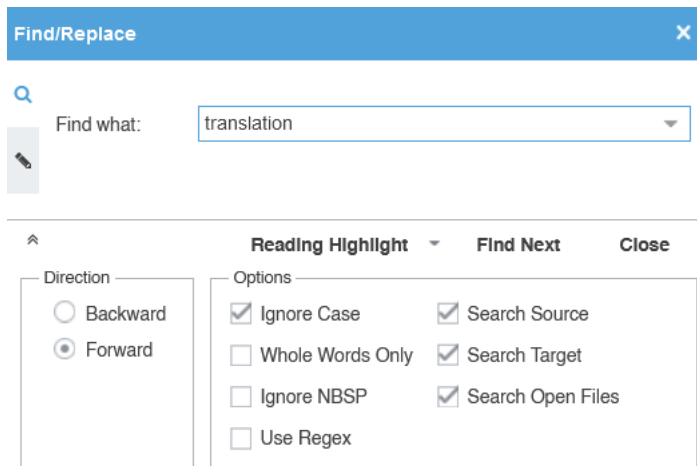 Find/Replace
Find what: translation
Reading Highlight Find Next Close
Direction Options
Backward Ignore Case Search Source
Forward Whole Words Only Search Target
Ignore NBSP Search Open Files
Use Regex